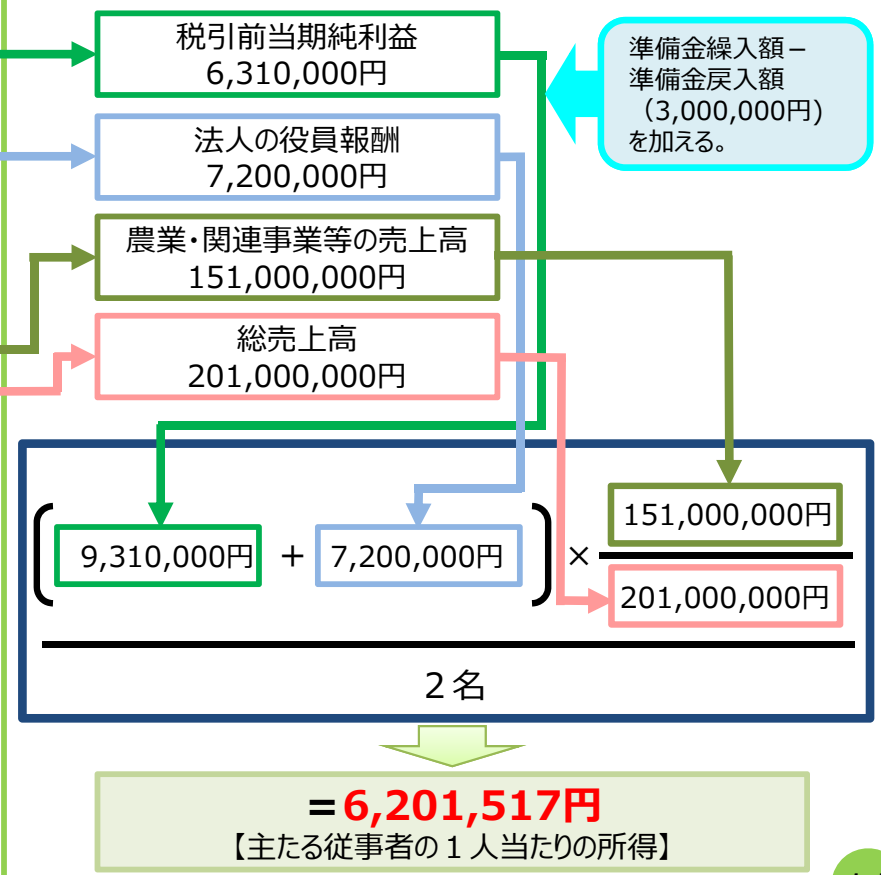 税引前当期純利益
6,310,000円
準備金繰入額－
準備金戻入額
（3,000,000円)
を加える。
法人の役員報酬
7,200,000円
農業・関連事業等の売上高
151,000,000円
総売上高
201,000,000円
9,310,000円 + 7,200,000円 × 151,000,000円
201,000,000円
２名
=6,201,517円
【主たる従事者の１人当たりの所得】